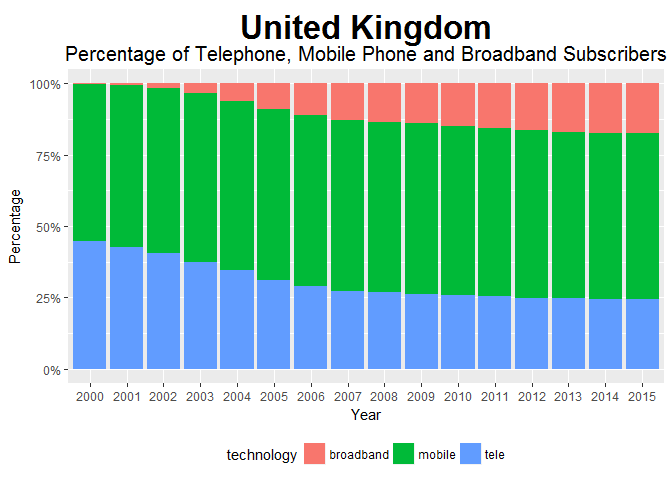 United Kingdom
Percentage of Telephone, Mobile Phone and Broadband Subscribers
100%
75%
50%
25%
0%
Percentage
2000 2001 2002 2003 2004 2005 2006 2007 2008 2009 2010 2011 2012 2013 2014 2015
Year
technology broadband mobile tele